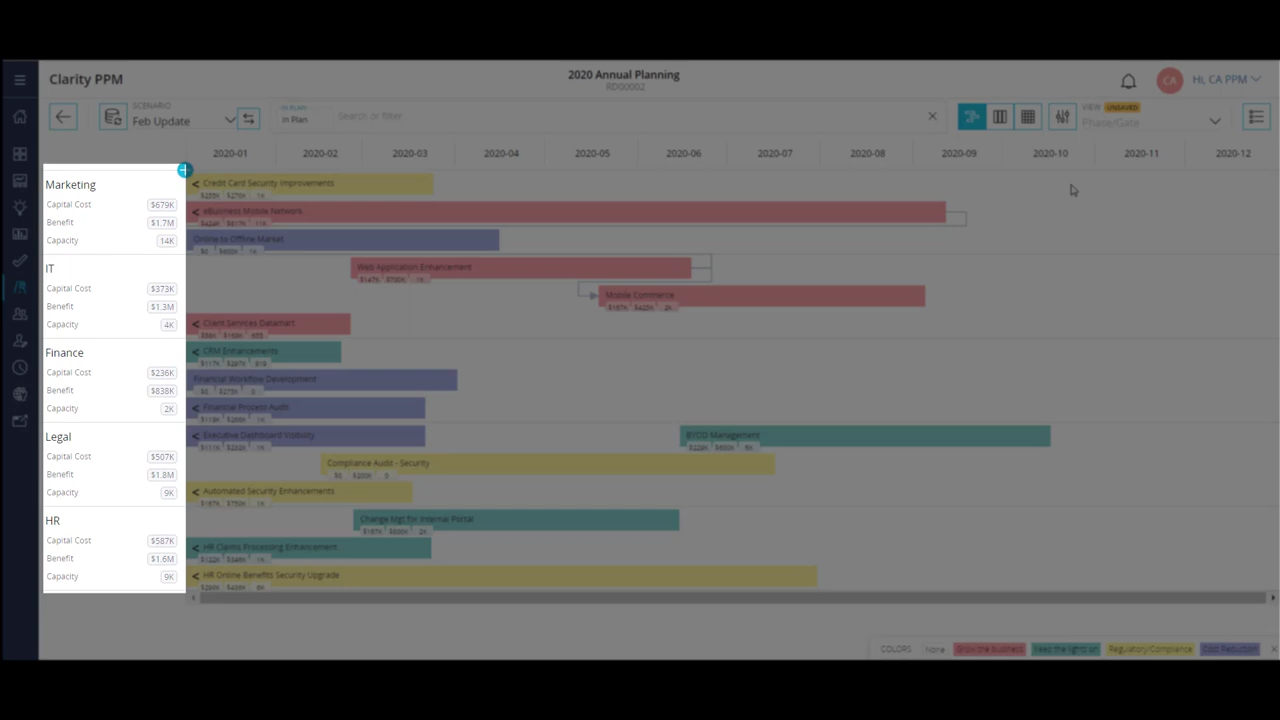 Clarity PPM
2020 Annual Planning
RD00002
CA
Hi, CA PPM
SCENARIO
Feb Update
IN PLAN
In Plan
Search or filter
VIEW UNSAVED
Phase/Gate
2020-01 2020-02 2020-03 2020-04 2020-05 2020-06 2020-07 2020-08 2020-09 2020-10 2020-11 2020-12
Marketing
Capital Cost $679K
Benefit $1.7M
Capacity 14K
Credit Card Security Improvements
$255K $270K 1K
eBusiness Mobile Network
Online to Offline Market
IT
Capital Cost $373K
Benefit $1.3M
Capacity 4K
Web Application Enhancement
Mobile Commerce
Client Services Datamart
Finance
Capital Cost $236K
Benefit $838K
Capacity 2K
CRM Enhancements
Financial Workflow Development
Financial Process Audit
Legal
Capital Cost $507K
Benefit $1.8M
Capacity 9K
Executive Dashboard Visibility
BYOD Management
Compliance Audit - Security
$0 $200K 0
Automated Security Enhancements
HR
Capital Cost $587K
Benefit $1.6M
Capacity 9K
Change Mgt for Internal Portal
HR Claims Processing Enhancement
HR Online Benefits Security Upgrade
COLORS None Grow the business Keep the lights on Regulatory/Compliance Cost Reduction